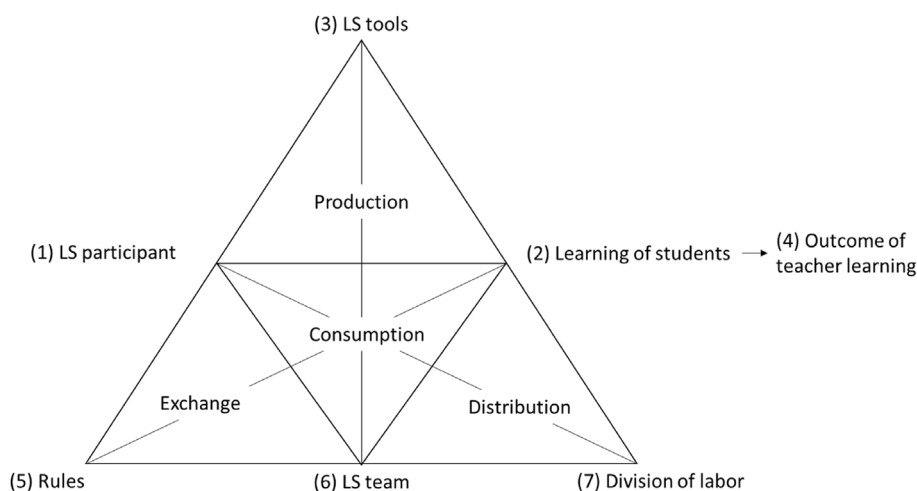 (3) LS tools
Production
(1) LS participant
(2) Learning of students
(4) Outcome of
teacher learning
Consumption
Exchange
Distribution
(5) Rules
(6) LS team
(7) Division of labor